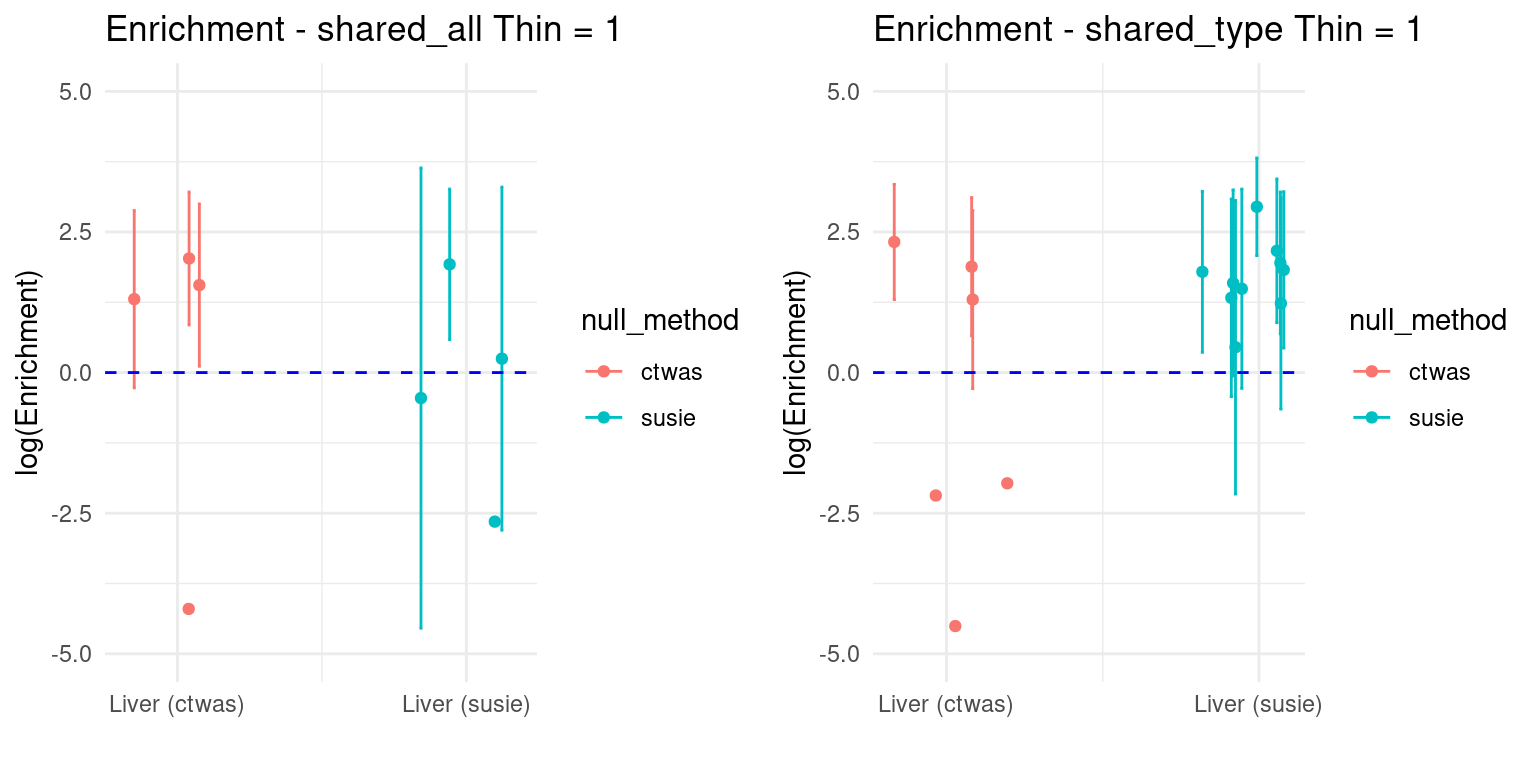 Enrichment - shared_all Thin = 1
5.0
2.5
0.0
-2.5
-5.0
log(Enrichment)
Liver (ctwas)
Liver (susie)
null_method
ctwas
susie
Enrichment - shared_type Thin = 1
5.0
2.5
0.0
-2.5
-5.0
log(Enrichment)
Liver (ctwas)
Liver (susie)
null_method
ctwas
susie